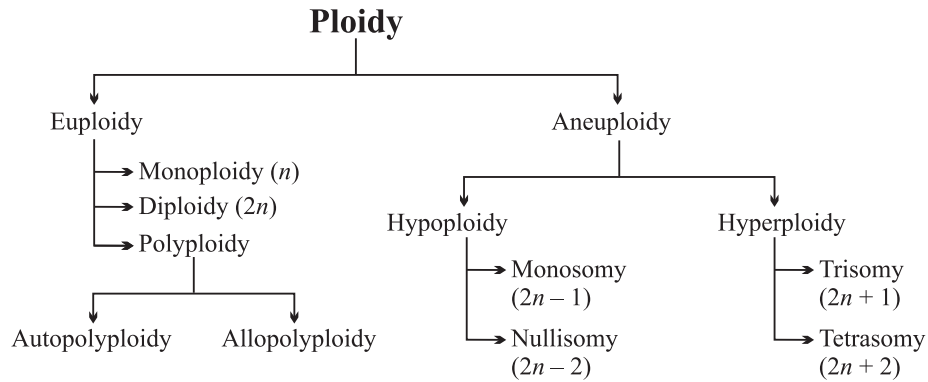 Ploidy
Euploidy
Aneuploidy
Monoploidy (n)
Diploidy (2n)
Polyploidy
Autopolyploidy
Allopolyploidy
Hypoploidy
Hyperploidy
Monosomy
(2n – 1)
Nullisomy
(2n – 2)
Trisomy
(2n + 1)
Tetrasomy
(2n + 2)